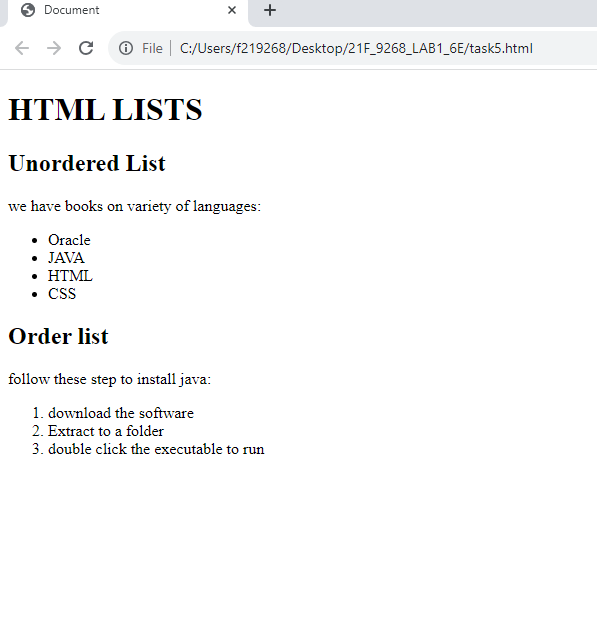 Document
File
C:/Users/f219268/Desktop/21F_9268_LAB1_6E/task5.html
HTML LISTS
Unordered List
we have books on variety of languages:
• Oracle
• JAVA
• HTML
• CSS
Order list
follow these step to install java:
1. download the software
2. Extract to a folder
3. double click the executable to run